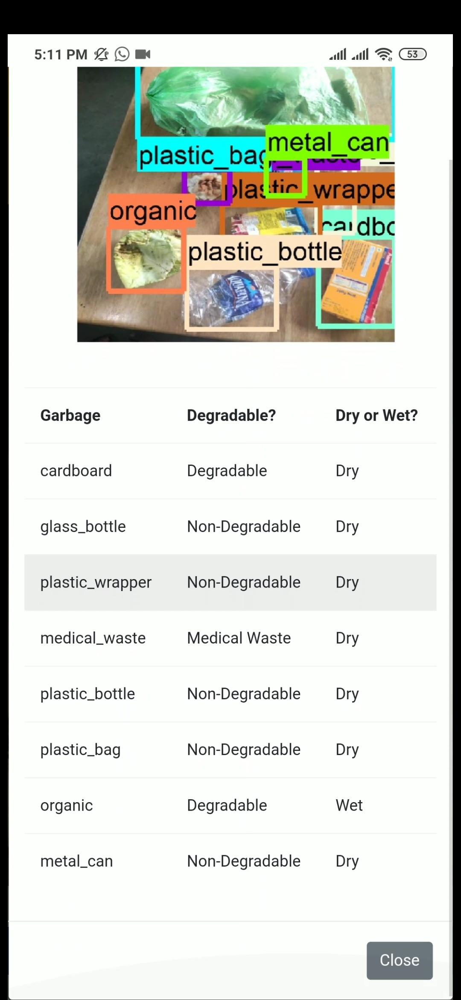 5:11 PM
53
metal_can
plastic_bag
plastic_wrappe
organic
cardbo
plastic_bottle
AQUAFINA
Garbage Degradable? Dry or Wet?
cardboard Degradable Dry
glass_bottle Non-Degradable Dry
plastic_wrapper Non-Degradable Dry
medical_waste Medical Waste Dry
plastic_bottle Non-Degradable Dry
plastic_bag Non-Degradable Dry
organic Degradable Wet
metal_can Non-Degradable Dry
Close